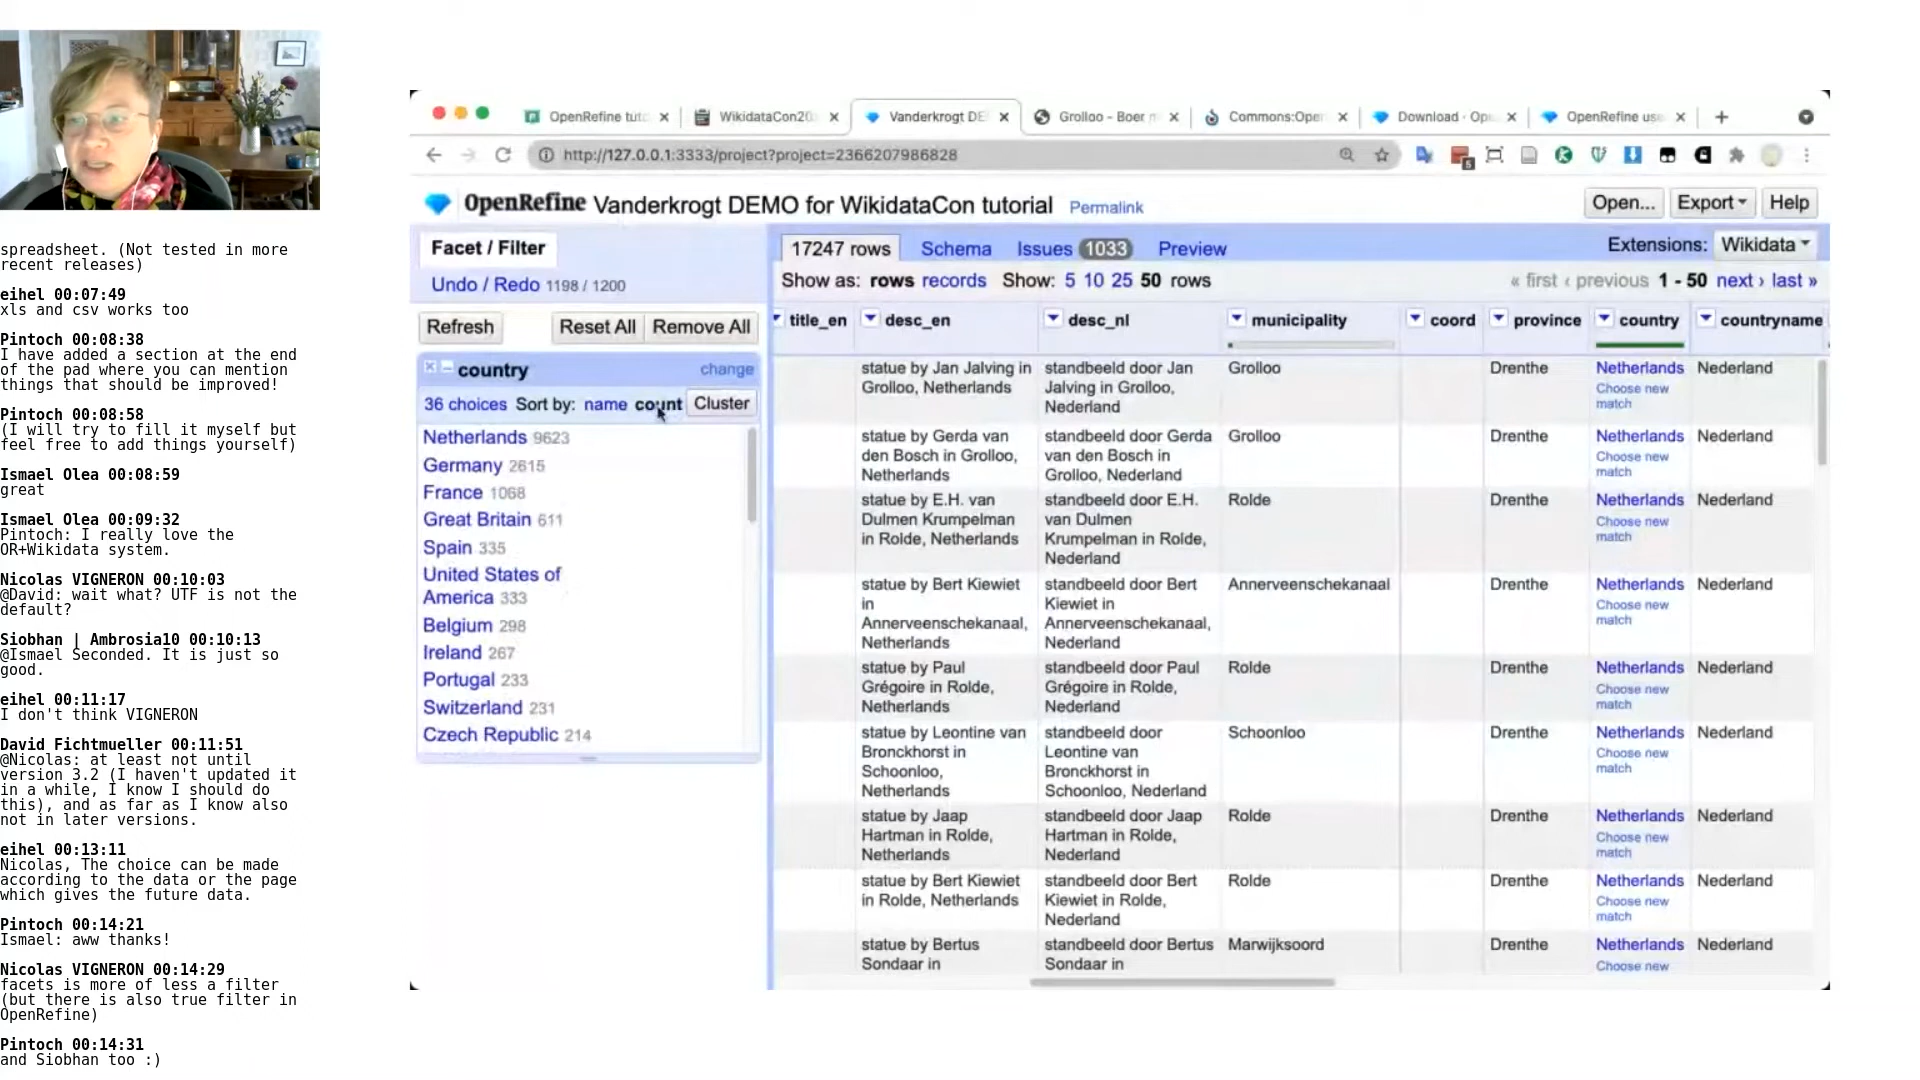 spreadsheet. (Not tested in more
recent releases)
eihel 00:07:49
xls and csv works too
Pintoch 00:08:38
I have added a section at the end
of the pad where you can mention
things that should be improved!
Pintoch 00:08:58
(I will try to fill it myself but
feel free to add things yourself)
Ismael Olea 00:08:59
great
Ismael Olea 00:09:32
Pintoch: I really love the
OR+Wikidata system.
Nicolas VIGNERON 00:10:03
@David: wait what? UTF is not the
default?
Siobhan | Ambrosia10 00:10:13
@Ismael Seconded. It is just so
good.
eihel 00:11:17
I don't think VIGNERON
David Fichtmueller 00:11:51
@Nicolas: at least not until
version 3.2 (I haven't updated it
in a while, I know I should do
this), and as far as I know also
not in later versions.
eihel 00:13:11
Nicolas, The choice can be made
according to the data or the page
which gives the future data.
Pintoch 00:14:21
Ismael: aww thanks!
Nicolas VIGNERON 00:14:29
facets is more of less a filter
(but there is also true filter in
OpenRefine)
Pintoch 00:14:31
and Siobhan too :)
OpenRefine tuto WikidataCon20 Vanderkrogt DE Grolloo - Boer Commons:Open Download · Ope OpenRefine use
http://127.0.0.1:3333/project?project=2366207986828
OpenRefine Vanderkrogt DEMO for WikidataCon tutorial Permalink Open... Export Help
Facet / Filter
Undo / Redo 1198 / 1200
Refresh Reset All Remove All
country change
36 choices Sort by: name count Cluster
Netherlands 9623
Germany 2615
France 1068
Great Britain 611
Spain 335
United States of
America 333
Belgium 298
Ireland 267
Portugal 233
Switzerland 231
Czech Republic 214
17247 rows Schema Issues 1033 Preview Extensions: Wikidata
Show as: rows records Show: 5 10 25 50 rows « first ‹ previous 1 - 50 next › last »
title_en desc_en desc_nl municipality coord province country countryname
statue by Jan Jalving in
Grolloo, Netherlands
standbeeld door Jan
Jalving in Grolloo,
Nederland
Grolloo
Drenthe
Netherlands
Choose new
match
Nederland
statue by Gerda van
den Bosch in Grolloo,
Netherlands
standbeeld door Gerda
van den Bosch in
Grolloo, Nederland
Grolloo
Drenthe
Netherlands
Choose new
match
Nederland
statue by E.H. van
Dulmen Krumpelman
in Rolde, Netherlands
standbeeld door E.H.
van Dulmen
Krumpelman in Rolde,
Nederland
Rolde
Drenthe
Netherlands
Choose new
match
Nederland
statue by Bert Kiewiet
in
Annerveenschekanaal,
Netherlands
standbeeld door Bert
Kiewiet in
Annerveenschekanaal,
Nederland
Annerveenschekanaal
Drenthe
Netherlands
Choose new
match
Nederland
statue by Paul
Grégoire in Rolde,
Netherlands
standbeeld door Paul
Grégoire in Rolde,
Nederland
Rolde
Drenthe
Netherlands
Choose new
match
Nederland
statue by Leontine van
Bronckhorst in
Schoonloo,
Netherlands
standbeeld door
Leontine van
Bronckhorst in
Schoonloo, Nederland
Schoonloo
Drenthe
Netherlands
Choose new
match
Nederland
statue by Jaap
Hartman in Rolde,
Netherlands
standbeeld door Jaap
Hartman in Rolde,
Nederland
Rolde
Drenthe
Netherlands
Choose new
match
Nederland
statue by Bert Kiewiet
in Rolde, Netherlands
standbeeld door Bert
Kiewiet in Rolde,
Nederland
Rolde
Drenthe
Netherlands
Choose new
match
Nederland
statue by Bertus
Sondaar in
standbeeld door Bertus
Sondaar in
Marwijksoord
Drenthe
Netherlands
Choose new
Nederland